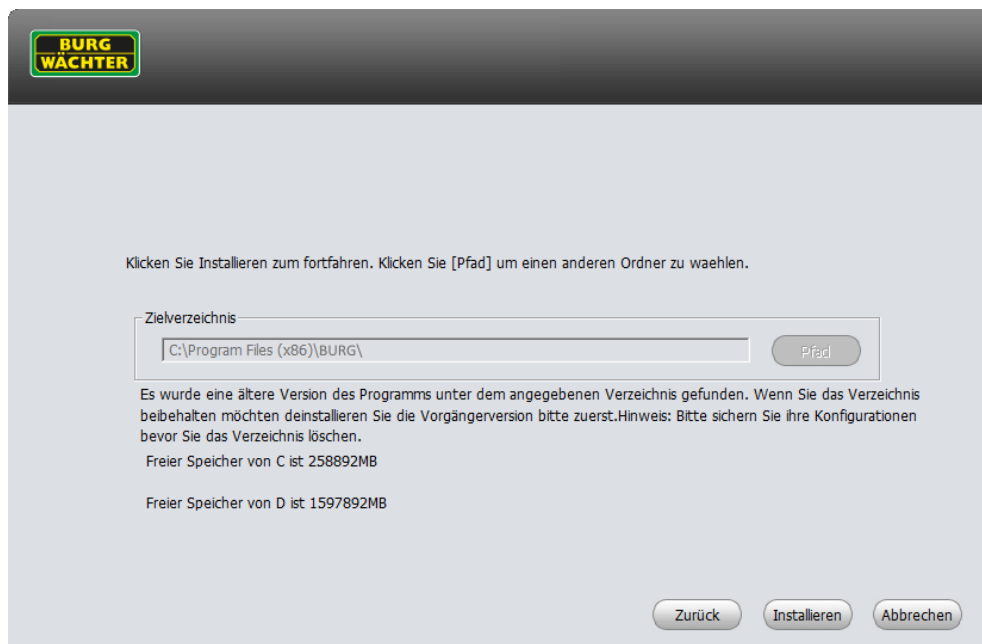 BURG
WÄCHTER
Klicken Sie Installieren zum fortfahren. Klicken Sie [Pfad] um einen anderen Ordner zu waehlen.
Zielverzeichnis
C:\Program Files (x86)\BURG\
Pfad
Es wurde eine ältere Version des Programms unter dem angegebenen Verzeichnis gefunden. Wenn Sie das Verzeichnis
beibehalten möchten deinstallieren Sie die Vorgängerversion bitte zuerst.Hinweis: Bitte sichern Sie ihre Konfigurationen
bevor Sie das Verzeichnis löschen.
Freier Speicher von C ist 258892MB
Freier Speicher von D ist 1597892MB
Zurück
Installieren
Abbrechen